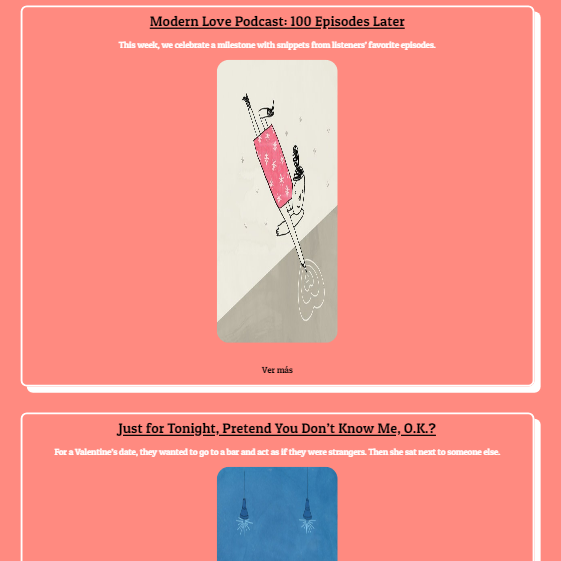 Modern Love Podcast: 100 Episodes Later
This week, we celebrate a milestone with snippets from listeners’ favorite episodes.
Ver más
Just for Tonight, Pretend You Don’t Know Me, O.K.?
For a Valentine’s date, they wanted to go to a bar and act as if they were strangers. Then she sat next to someone else.